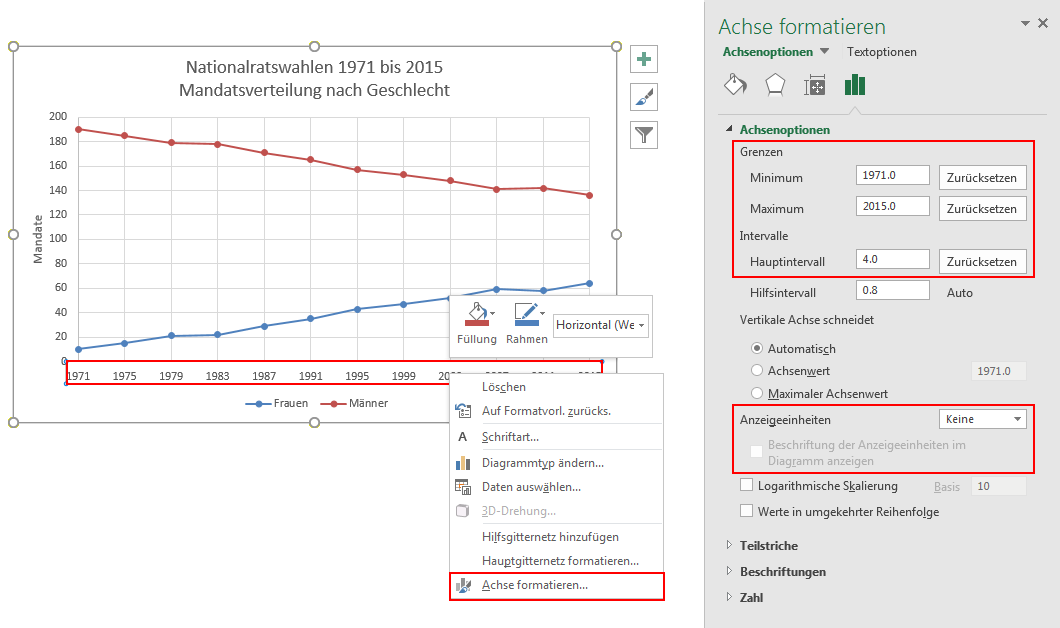 Nationalratswahlen 1971 bis 2015
Mandatsverteilung nach Geschlecht
Mandate
200
180
160
140
120
100
80
60
40
20
0
1971 1975 1979 1983 1987 1991 1995 1999
Frauen Männer
Füllung Rahmen Horizontal (We
Löschen
Auf Formatvorl. zurücks.
A Schriftart...
Diagrammtyp ändern...
Daten auswählen...
3D-Drehung...
Hilfsgitternetz hinzufügen
Hauptgitternetz formatieren...
Achse formatieren...
Achse formatieren
Achsenoptionen Textoptionen
Achsenoptionen
Grenzen
Minimum 1971.0 Zurücksetzen
Maximum 2015.0 Zurücksetzen
Intervalle
Hauptintervall 4.0 Zurücksetzen
Hilfsintervall 0.8 Auto
Vertikale Achse schneidet
Automatisch
Achsenwert 1971.0
Maximaler Achsenwert
Anzeigeeinheiten Keine
Beschriftung der Anzeigeeinheiten im
Diagramm anzeigen
Logarithmische Skalierung Basis 10
Werte in umgekehrter Reihenfolge
Teilstriche
Beschriftungen
Zahl